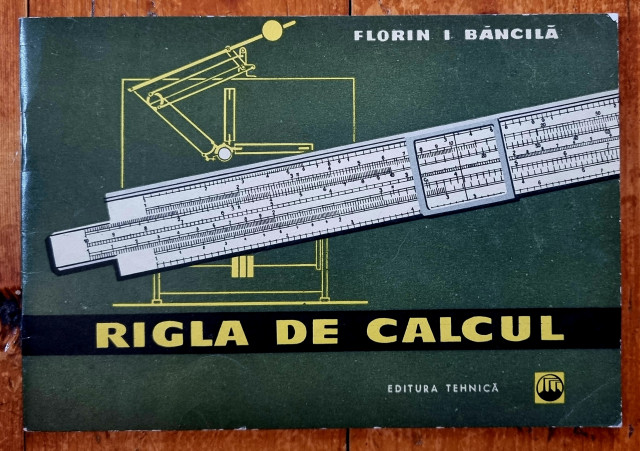 FLORIN I BĂNCILĂ
RIGLA DE CALCUL
EDITURA TEHNICĂ